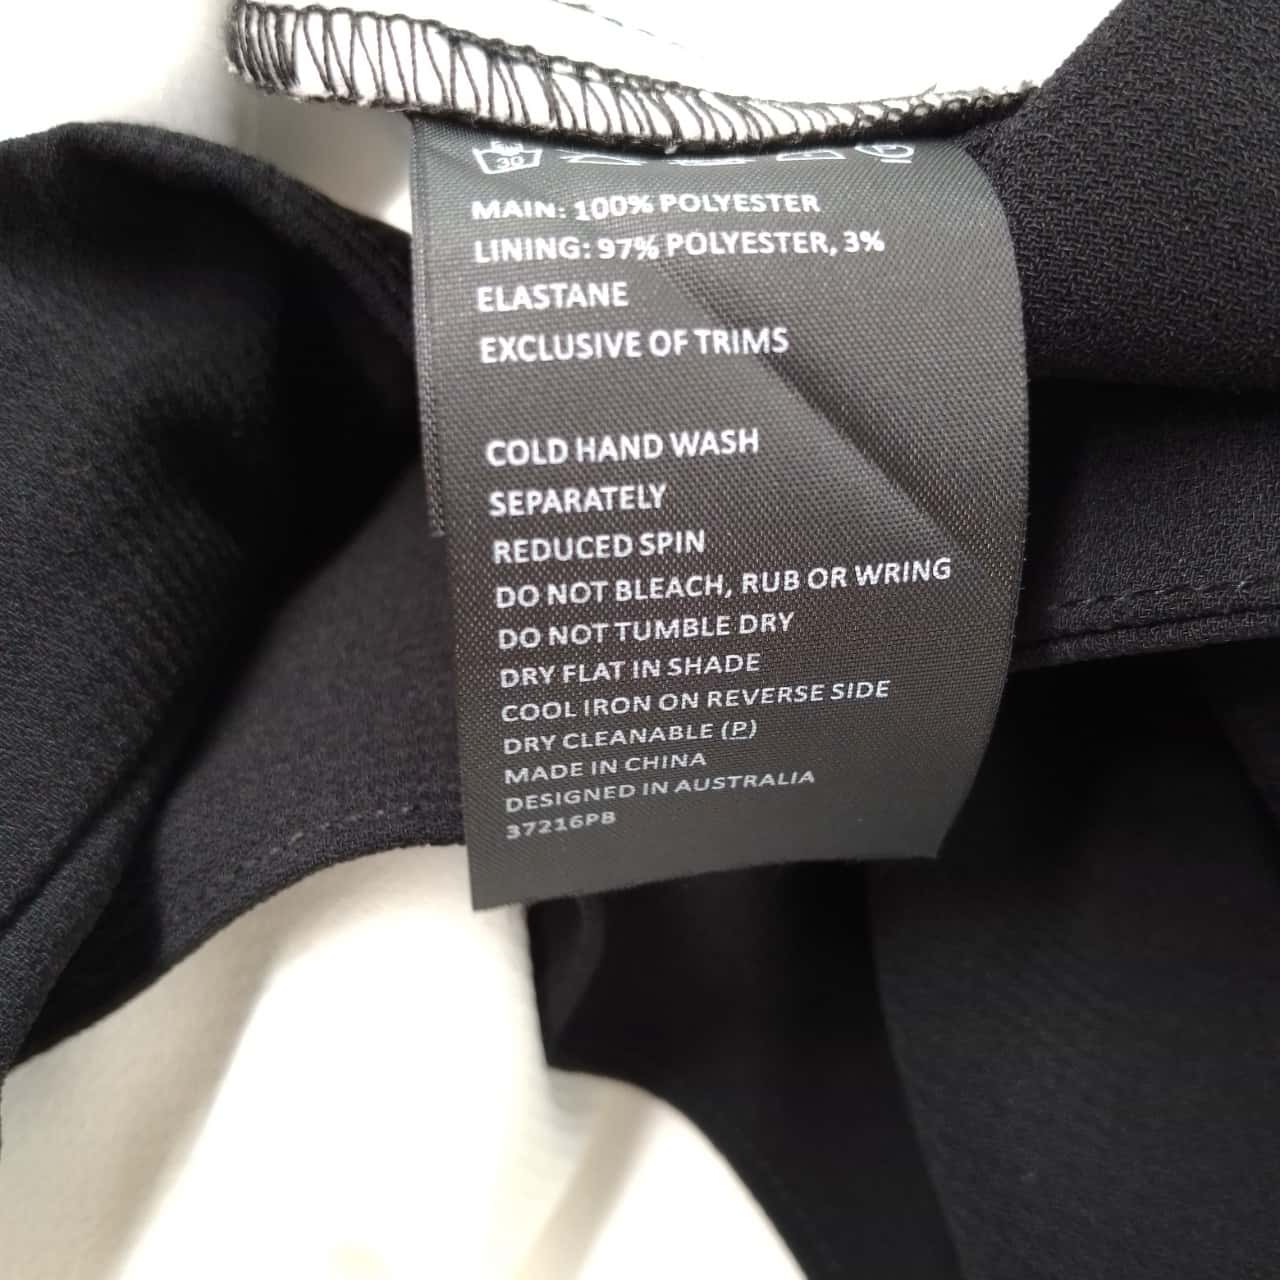 30
MAIN: 100% POLYESTER
LINING: 97% POLYESTER, 3%
ELASTANE
EXCLUSIVE OF TRIMS
COLD HAND WASH
SEPARATELY
REDUCED SPIN
DO NOT BLEACH, RUB OR WRING
DO NOT TUMBLE DRY
DRY FLAT IN SHADE
COOL IRON ON REVERSE SIDE
DRY CLEANABLE (P)
MADE IN CHINA
DESIGNED IN AUSTRALIA
37216PB